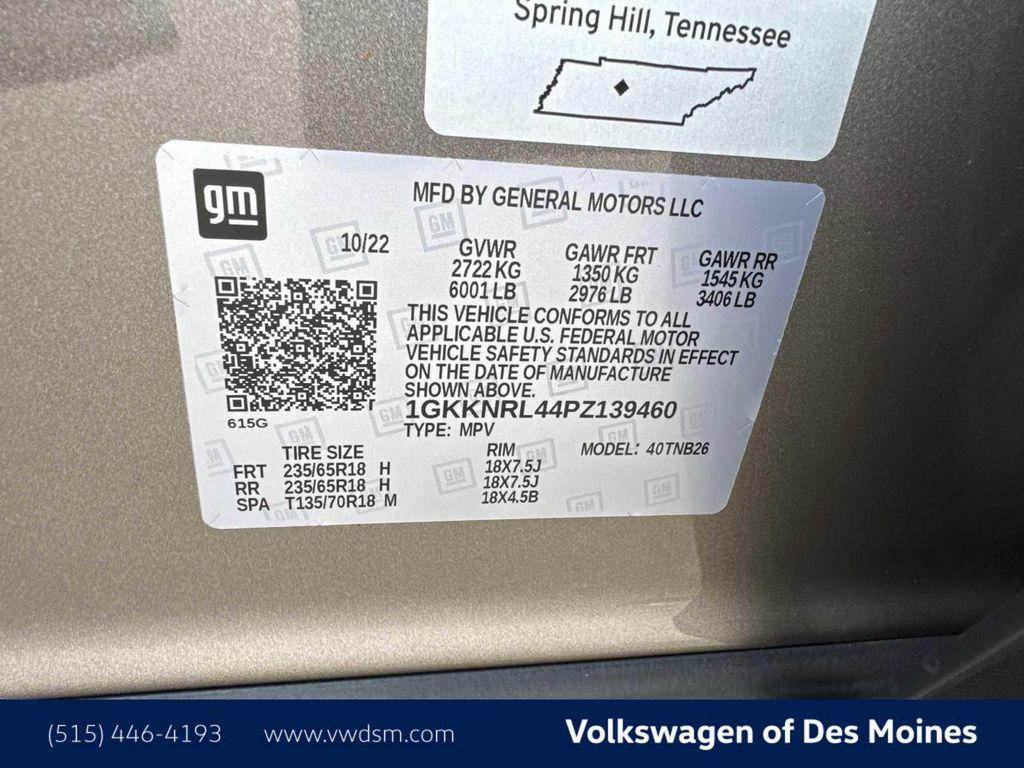 Spring Hill, Tennessee
gm
MFD BY GENERAL MOTORS LLC
10/22
GVWR GAWR FRT GAWR RR
2722 KG 1350 KG 1545 KG
6001 LB 2976 LB 3406 LB
THIS VEHICLE CONFORMS TO ALL
APPLICABLE U.S. FEDERAL MOTOR
VEHICLE SAFETY STANDARDS IN EFFECT
ON THE DATE OF MANUFACTURE
SHOWN ABOVE.
1GKKNRL44PZ139460
615G
TYPE: MPV
TIRE SIZE RIM MODEL: 40TNB26
FRT 235/65R18 H 18X7.5J
RR 235/65R18 H 18X7.5J
SPA T135/70R18 M 18X4.5B
(515) 446-4193 www.vwdsm.com Volkswagen of Des Moines